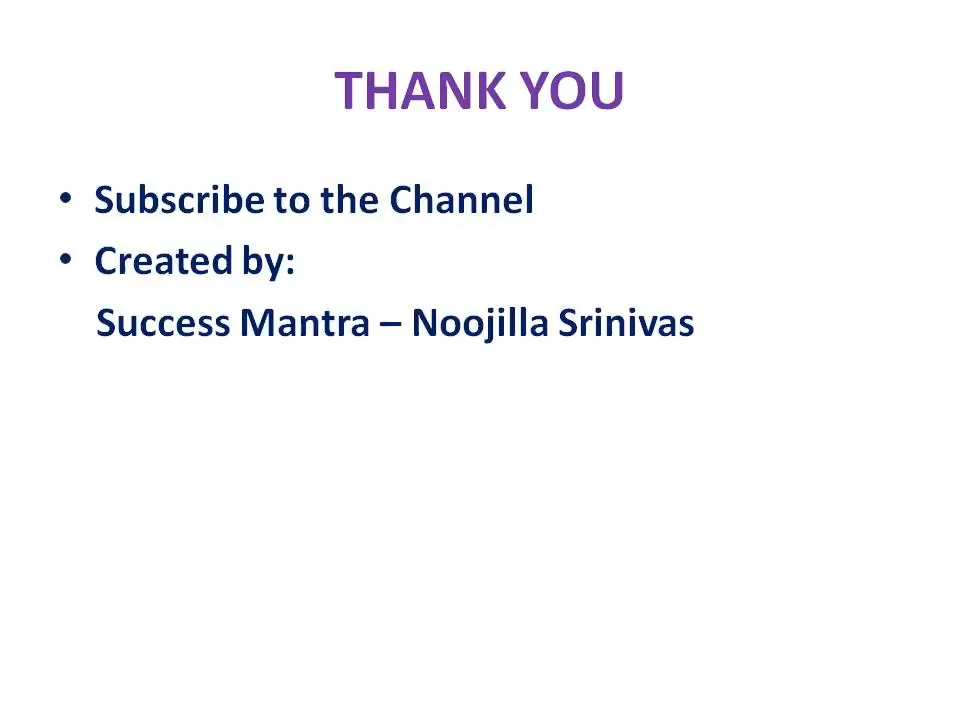 THANK YOU
• Subscribe to the Channel
• Created by:
Success Mantra – Noojilla Srinivas